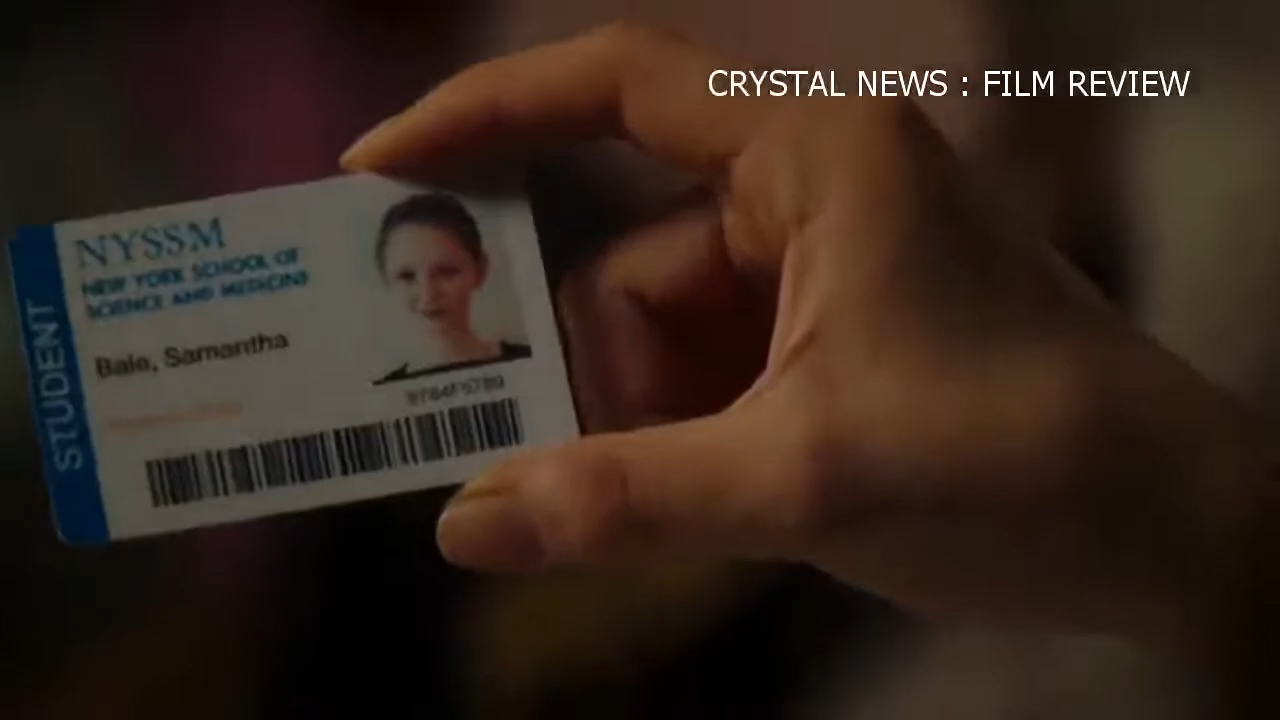 CRYSTAL NEWS : FILM REVIEW
NYSSM
NEW YORK SCHOOL OF
SCIENCE AND MEDICINE
Bale, Samantha
STUDENT